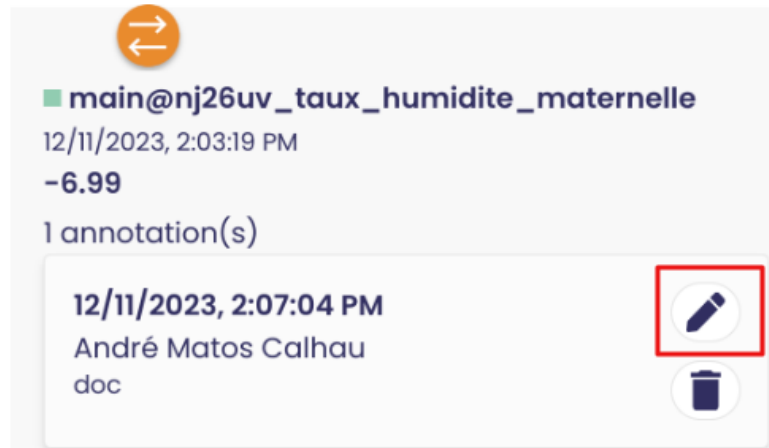 main@nj26uv_taux_humidite_maternelle
12/11/2023, 2:03:19 PM
-6.99
1 annotation(s)
12/11/2023, 2:07:04 PM
André Matos Calhau
doc